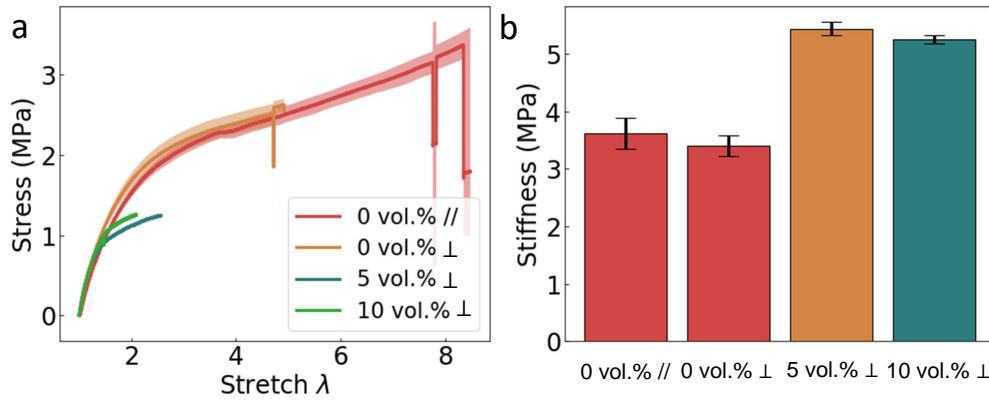 a
Stress (MPa)
3
2
1
0
2
4
6
8
Stretch λ
0 vol.% //
0 vol.% ⊥
5 vol.% ⊥
10 vol.% ⊥
b
Stiffness (MPa)
5
4
3
2
1
0
0 vol.% //
0 vol.% ⊥
5 vol.% ⊥
10 vol.% ⊥